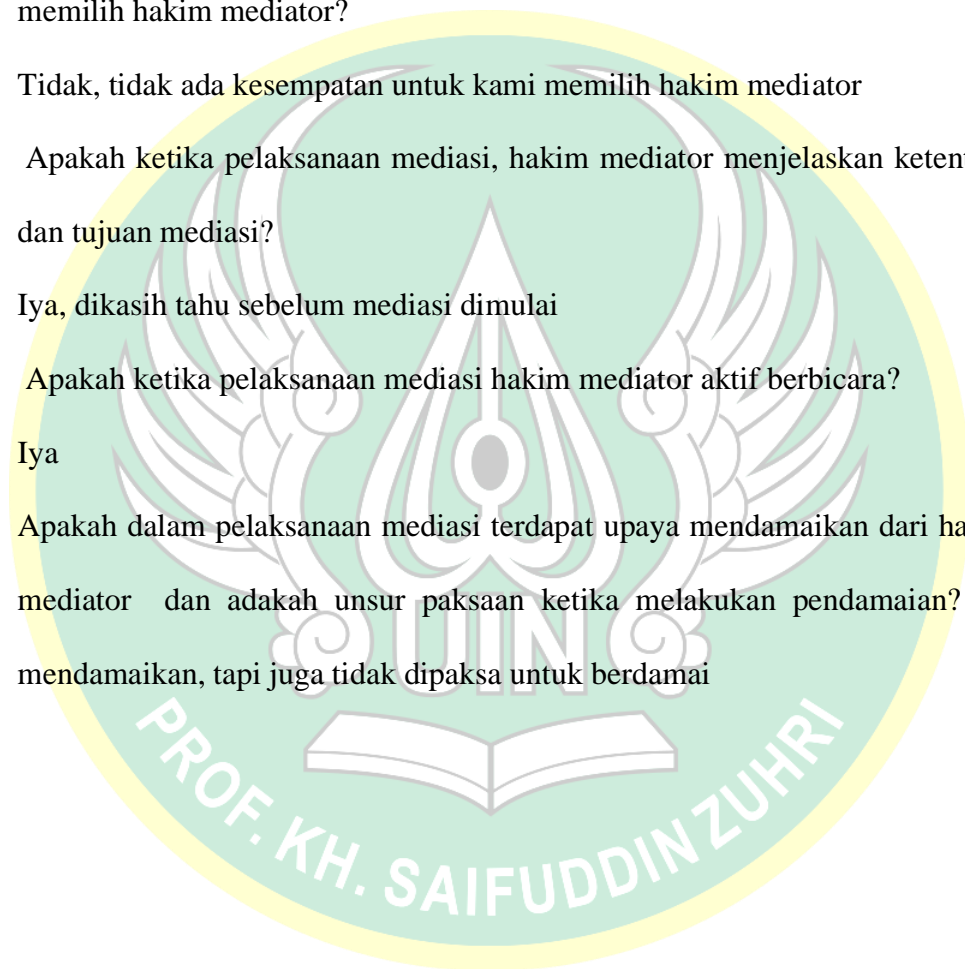 memilih hakim mediator?
Tidak, tidak ada kesempatan untuk kami memilih hakim mediator
Apakah ketika pelaksanaan mediasi, hakim mediator menjelaskan keten
dan tujuan mediasi?
Iya, dikasih tahu sebelum mediasi dimulai
Apakah ketika pelaksanaan mediasi hakim mediator aktif berbicara?
Iya
Apakah dalam pelaksanaan mediasi terdapat upaya mendamaikan dari ha
mediator dan adakah unsur paksaan ketika melakukan pendamaian?
mendamaikan, tapi juga tidak dipaksa untuk berdamai
UIN
PROF. KH. SAIFUDDIN ZUHRI